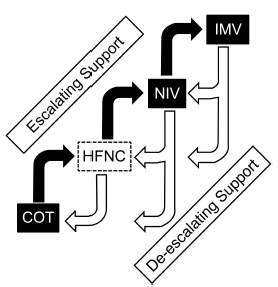 IMV
Escalating Support
NIV
HFNC
COT
De-escalating Support